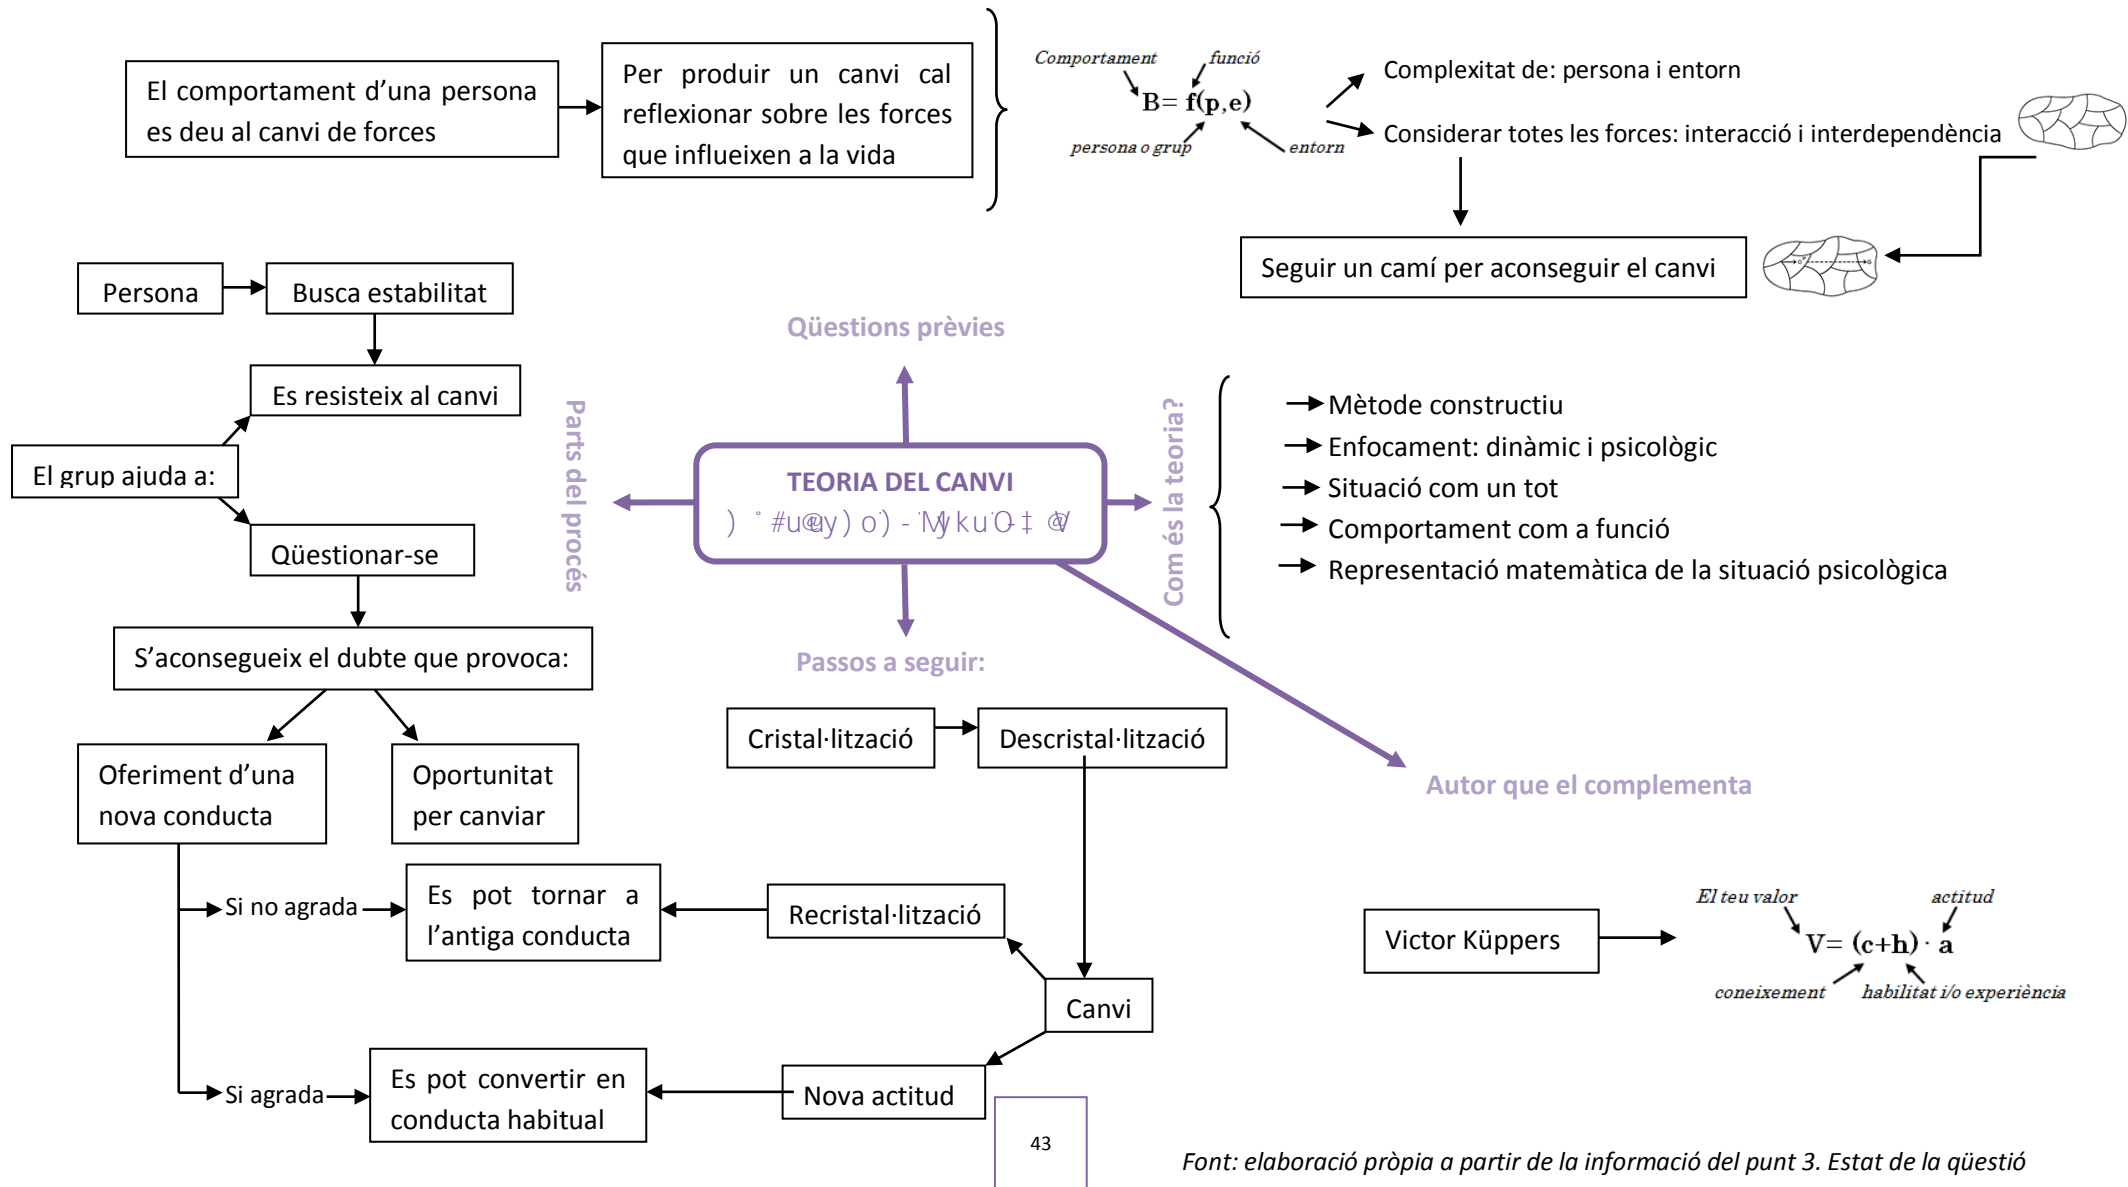 El comportament d'una persona
es deu al canvi de forces
Per produir un canvi cal
reflexionar sobre les forces
que influeixen a la vida
Comportament
funció
B= f(p,e)
persona o grup
entorn
Complexitat de: persona i entorn
Considerar totes les forces: interacció i interdependència
Seguir un camí per aconseguir el canvi
Persona
Busca estabilitat
Es resisteix al canvi
El grup ajuda a:
Qüestionar-se
S'aconsegueix el dubte que provoca:
Oferiment d'una
nova conducta
Oportunitat
per canviar
Si no agrada
Es pot tornar a
l'antiga conducta
Si agrada
Es pot convertir en
conducta habitual
Parts del procés
Qüestions prèvies
TEORIA DEL CANVI
Com és la teoria?
Mètode constructiu
Enfocament: dinàmic i psicològic
Situació com un tot
Comportament com a funció
Representació matemàtica de la situació psicològica
Passos a seguir:
Cristal·lització
Descristal·lització
Recristal·lització
Canvi
Nova actitud
Autor que el complementa
Victor Küppers
El teu valor
actitud
V= (c+h) · a
coneixement
habilitat i/o experiència
43
Font: elaboració pròpia a partir de la informació del punt 3. Estat de la qüestió